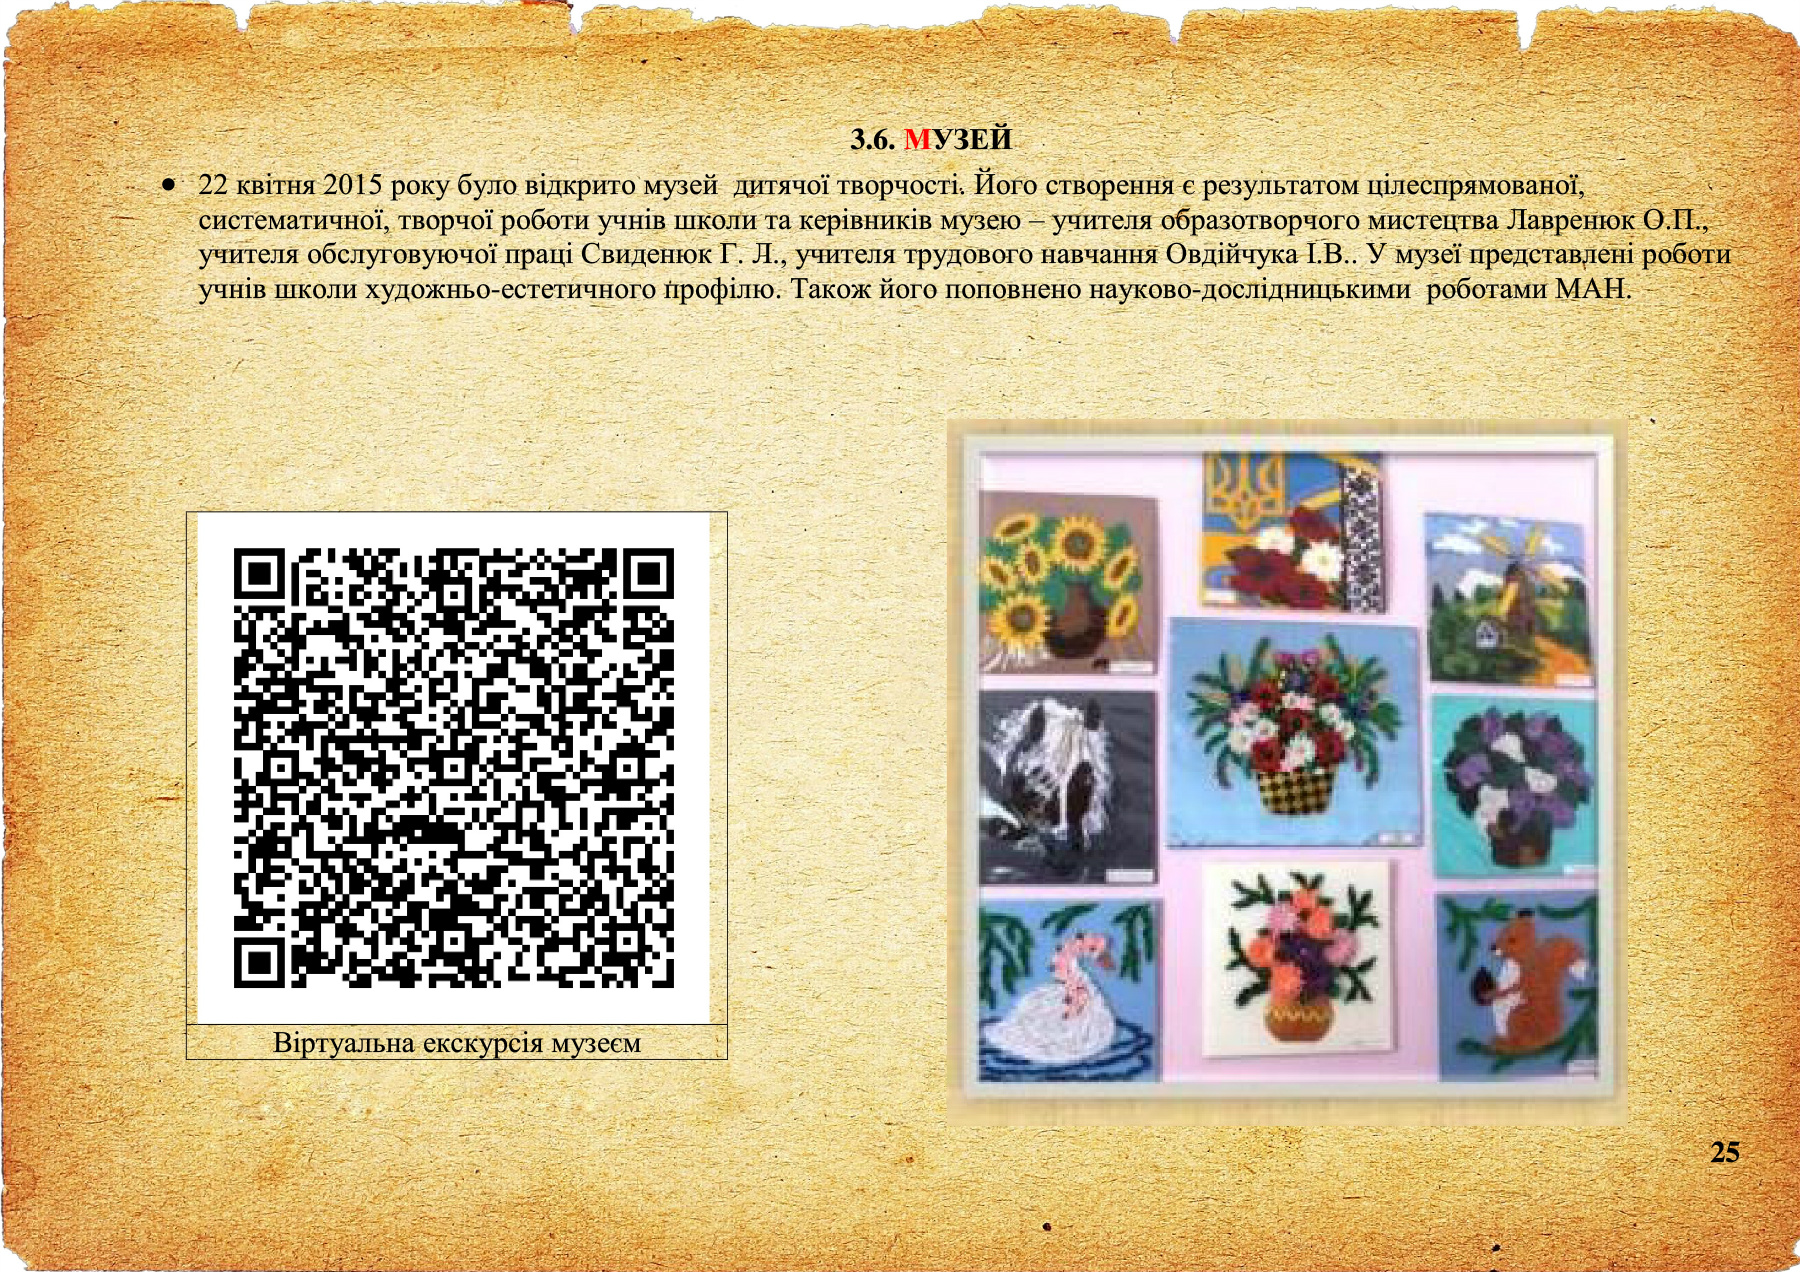 3.6. МУЗЕЙ
• 22 квітня 2015 року було відкрито музей  дитячої творчості. Його створення є результатом цілеспрямованої,
систематичної, творчої роботи учнів школи та керівників музею – учителя образотворчого мистецтва Лавренюк О.П.,
учителя обслуговуючої праці Свиденюк Г. Л., учителя трудового навчання Овдійчука І.В.. У музеї представлені роботи
учнів школи художньо-естетичного профілю. Також його поповнено науково-дослідницькими  роботами МАН.
Віртуальна екскурсія музеєм
25